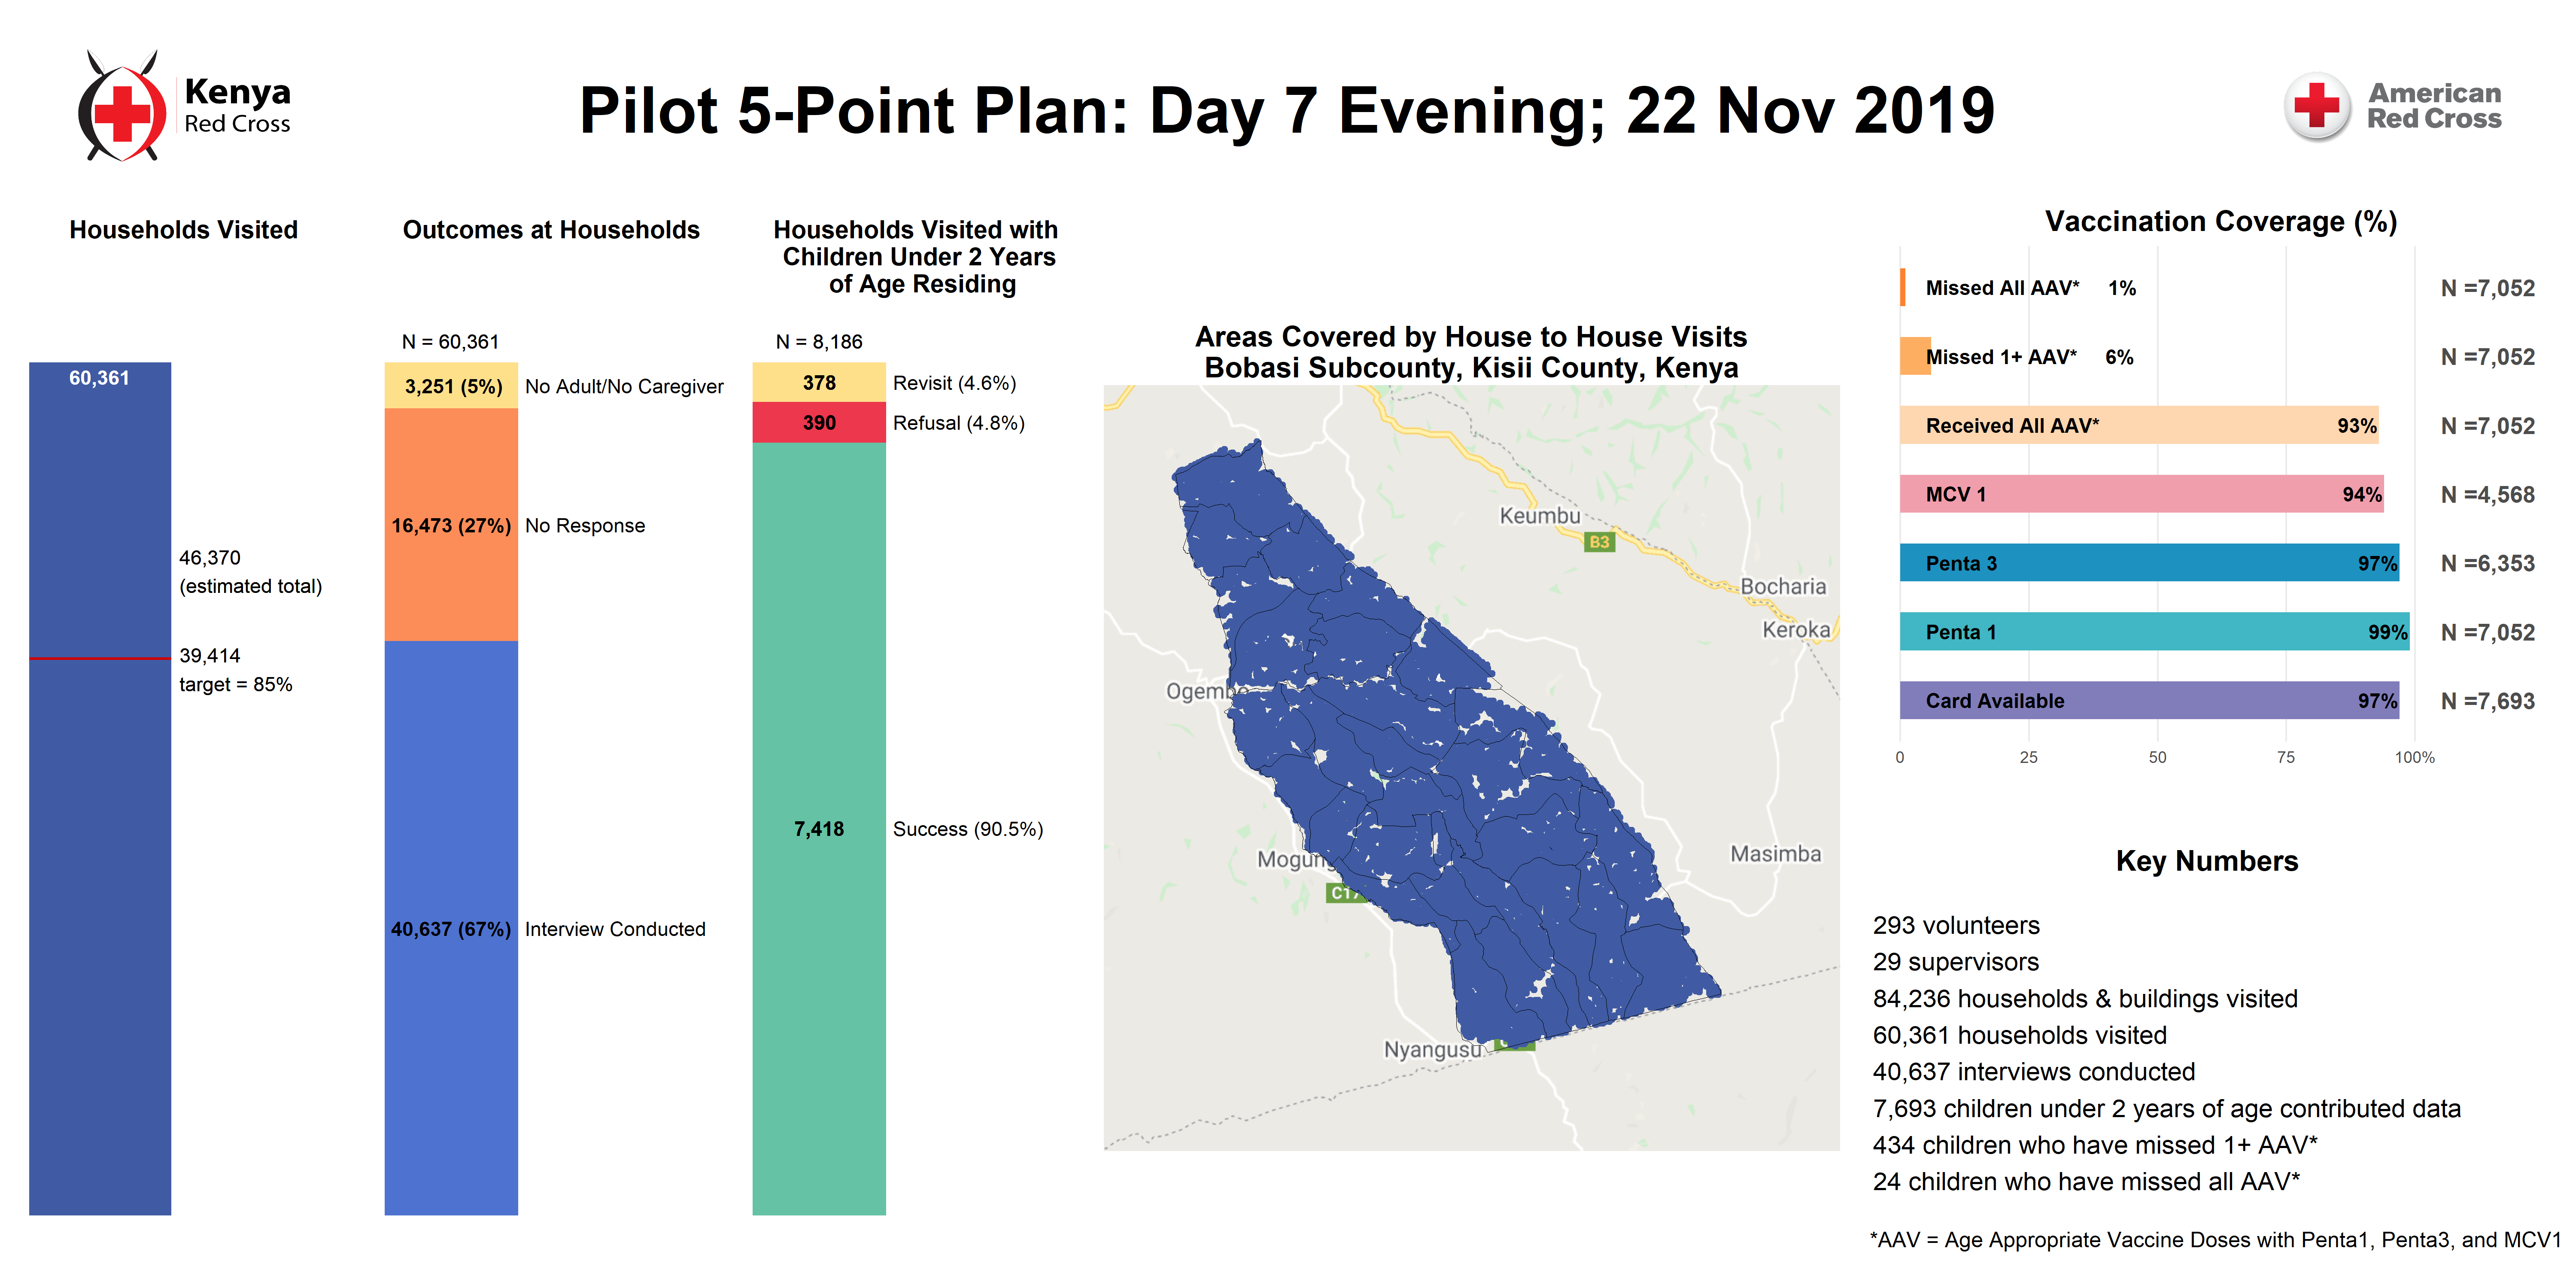 Kenya
Red Cross
Pilot 5-Point Plan: Day 7 Evening; 22 Nov 2019
American
Red Cross
Households Visited
60,361
46,370
(estimated total)
39,414
target = 85%
Outcomes at Households
N = 60,361
3,251 (5%)
No Adult/No Caregiver
16,473 (27%)
No Response
40,637 (67%)
Interview Conducted
Households Visited with
Children Under 2 Years
of Age Residing
N = 8,186
378
Revisit (4.6%)
390
Refusal (4.8%)
7,418
Success (90.5%)
Areas Covered by House to House Visits
Bobasi Subcounty, Kisii County, Kenya
Keumbu
B3
Bocharia
Keroka
Ogembo
Masimba
Nyangusu
Vaccination Coverage (%)
Missed All AAV* 1% N =7,052
Missed 1+ AAV* 6% N =7,052
Received All AAV* 93% N =7,052
MCV 1 94% N =4,568
Penta 3 97% N =6,353
Penta 1 99% N =7,052
Card Available 97% N =7,693
0 25 50 75 100%
Key Numbers
293 volunteers
29 supervisors
84,236 households & buildings visited
60,361 households visited
40,637 interviews conducted
7,693 children under 2 years of age contributed data
434 children who have missed 1+ AAV*
24 children who have missed all AAV*
*AAV = Age Appropriate Vaccine Doses with Penta1, Penta3, and MCV1